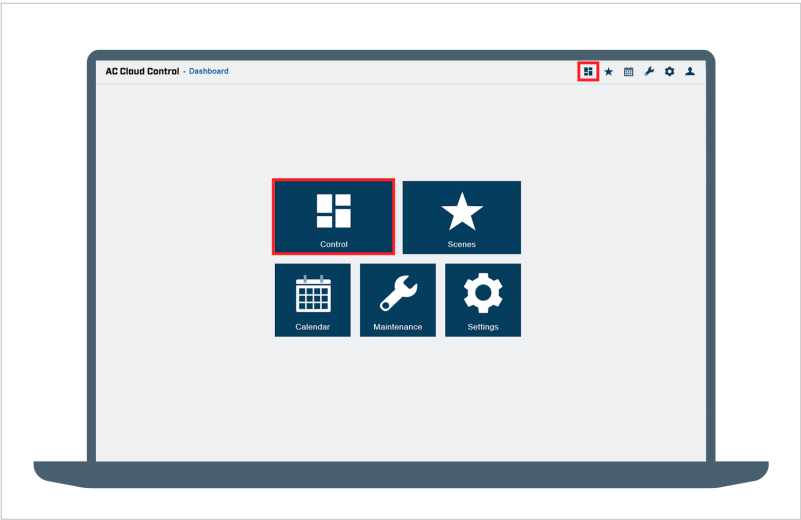 AC Cloud Control - Dashboard
Control
Scenes
Calendar
Maintenance
Settings